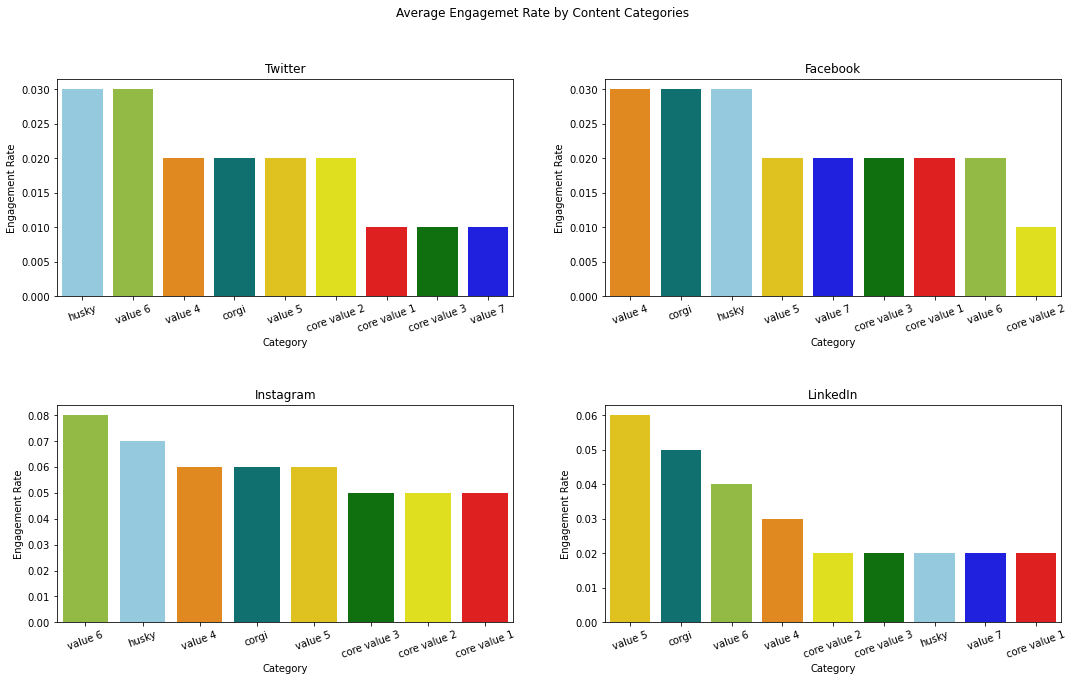 Average Engagemet Rate by Content Categories
Twitter
Engagement Rate
0.030
0.025
0.020
0.015
0.010
0.005
0.000
husky
value 6
value 4
corgi
value 5
core value 2
core value 1
core value 3
value 7
Category
Facebook
Engagement Rate
0.030
0.025
0.020
0.015
0.010
0.005
0.000
value 4
corgi
husky
value 5
value 7
core value 3
core value 1
value 6
core value 2
Category
Instagram
Engagement Rate
0.08
0.07
0.06
0.05
0.04
0.03
0.02
0.01
0.00
value 6
husky
value 4
corgi
value 5
core value 3
core value 2
core value 1
Category
LinkedIn
Engagement Rate
0.06
0.05
0.04
0.03
0.02
0.01
0.00
value 5
corgi
value 6
value 4
core value 2
core value 3
husky
value 7
core value 1
Category